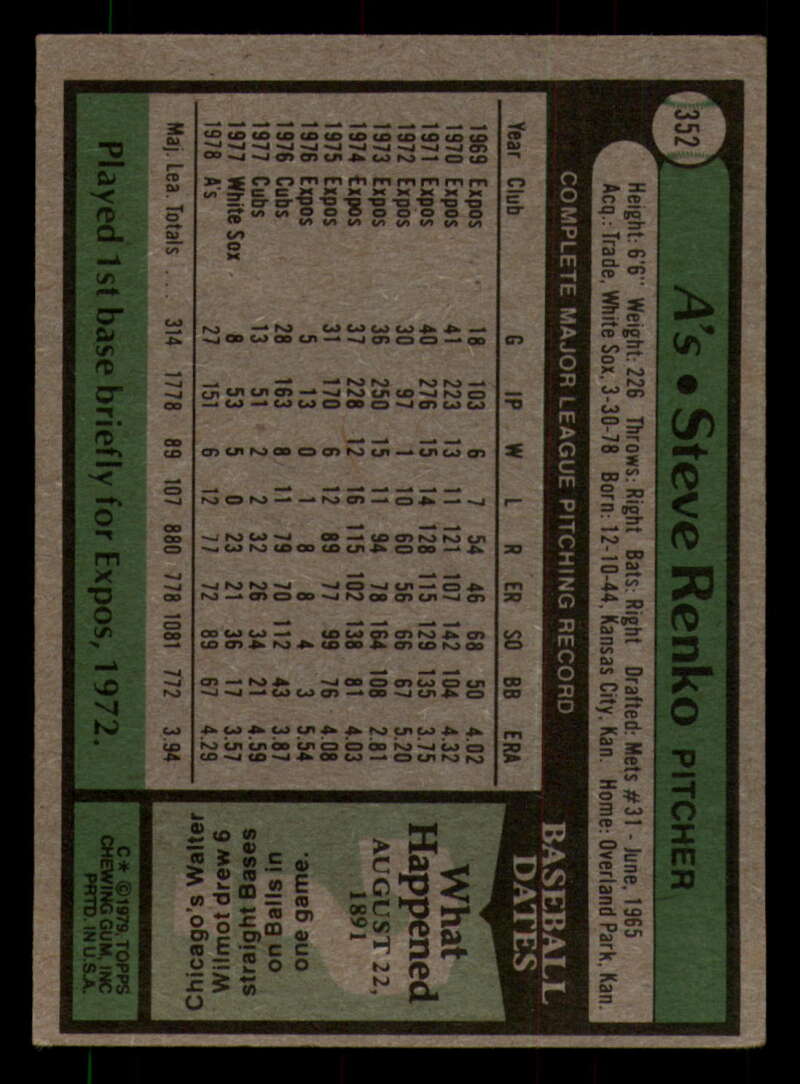 352
A's • Steve Renko PITCHER
Height: 6'6" Weight: 226 Throws: Right Bats: Right Drafted: Mets #31 - June, 1965
Acq.: Trade, White Sox, 3-30-78 Born: 12-10-44, Kansas City, Kan. Home: Overland Park, Kan.
COMPLETE MAJOR LEAGUE PITCHING RECORD
Year Club G IP W L R ER SO BB ERA
1969 Expos 18 103 6 7 54 46 68 50 4.02
1970 Expos 41 223 13 11 121 107 142 104 4.32
1971 Expos 40 276 15 14 128 115 129 135 3.75
1972 Expos 30 97 1 10 60 56 66 67 5.20
1973 Expos 36 250 15 11 94 78 164 108 2.81
1974 Expos 37 228 12 16 115 102 138 81 4.03
1975 Expos 31 170 6 12 89 77 99 76 4.08
1976 Expos 5 13 0 1 8 8 4 3 5.54
1976 Cubs 28 163 8 11 79 70 112 43 3.87
1977 Cubs 13 51 2 2 32 26 34 21 4.59
1977 White Sox 8 53 5 0 23 21 36 17 3.57
1978 A's 27 151 6 12 77 72 89 67 4.29
Maj. Lea. Totals .... 314 1778 89 107 880 778 1081 772 3.94
Played 1st base briefly for Expos, 1972.
BASEBALL
DATES
What
Happened
AUGUST 22,
1891
Chicago's Walter
Wilmot drew 6
straight Bases
on Balls in
one game.
C* ©1979, TOPPS
CHEWING GUM, INC
PRTD. IN U.S.A.